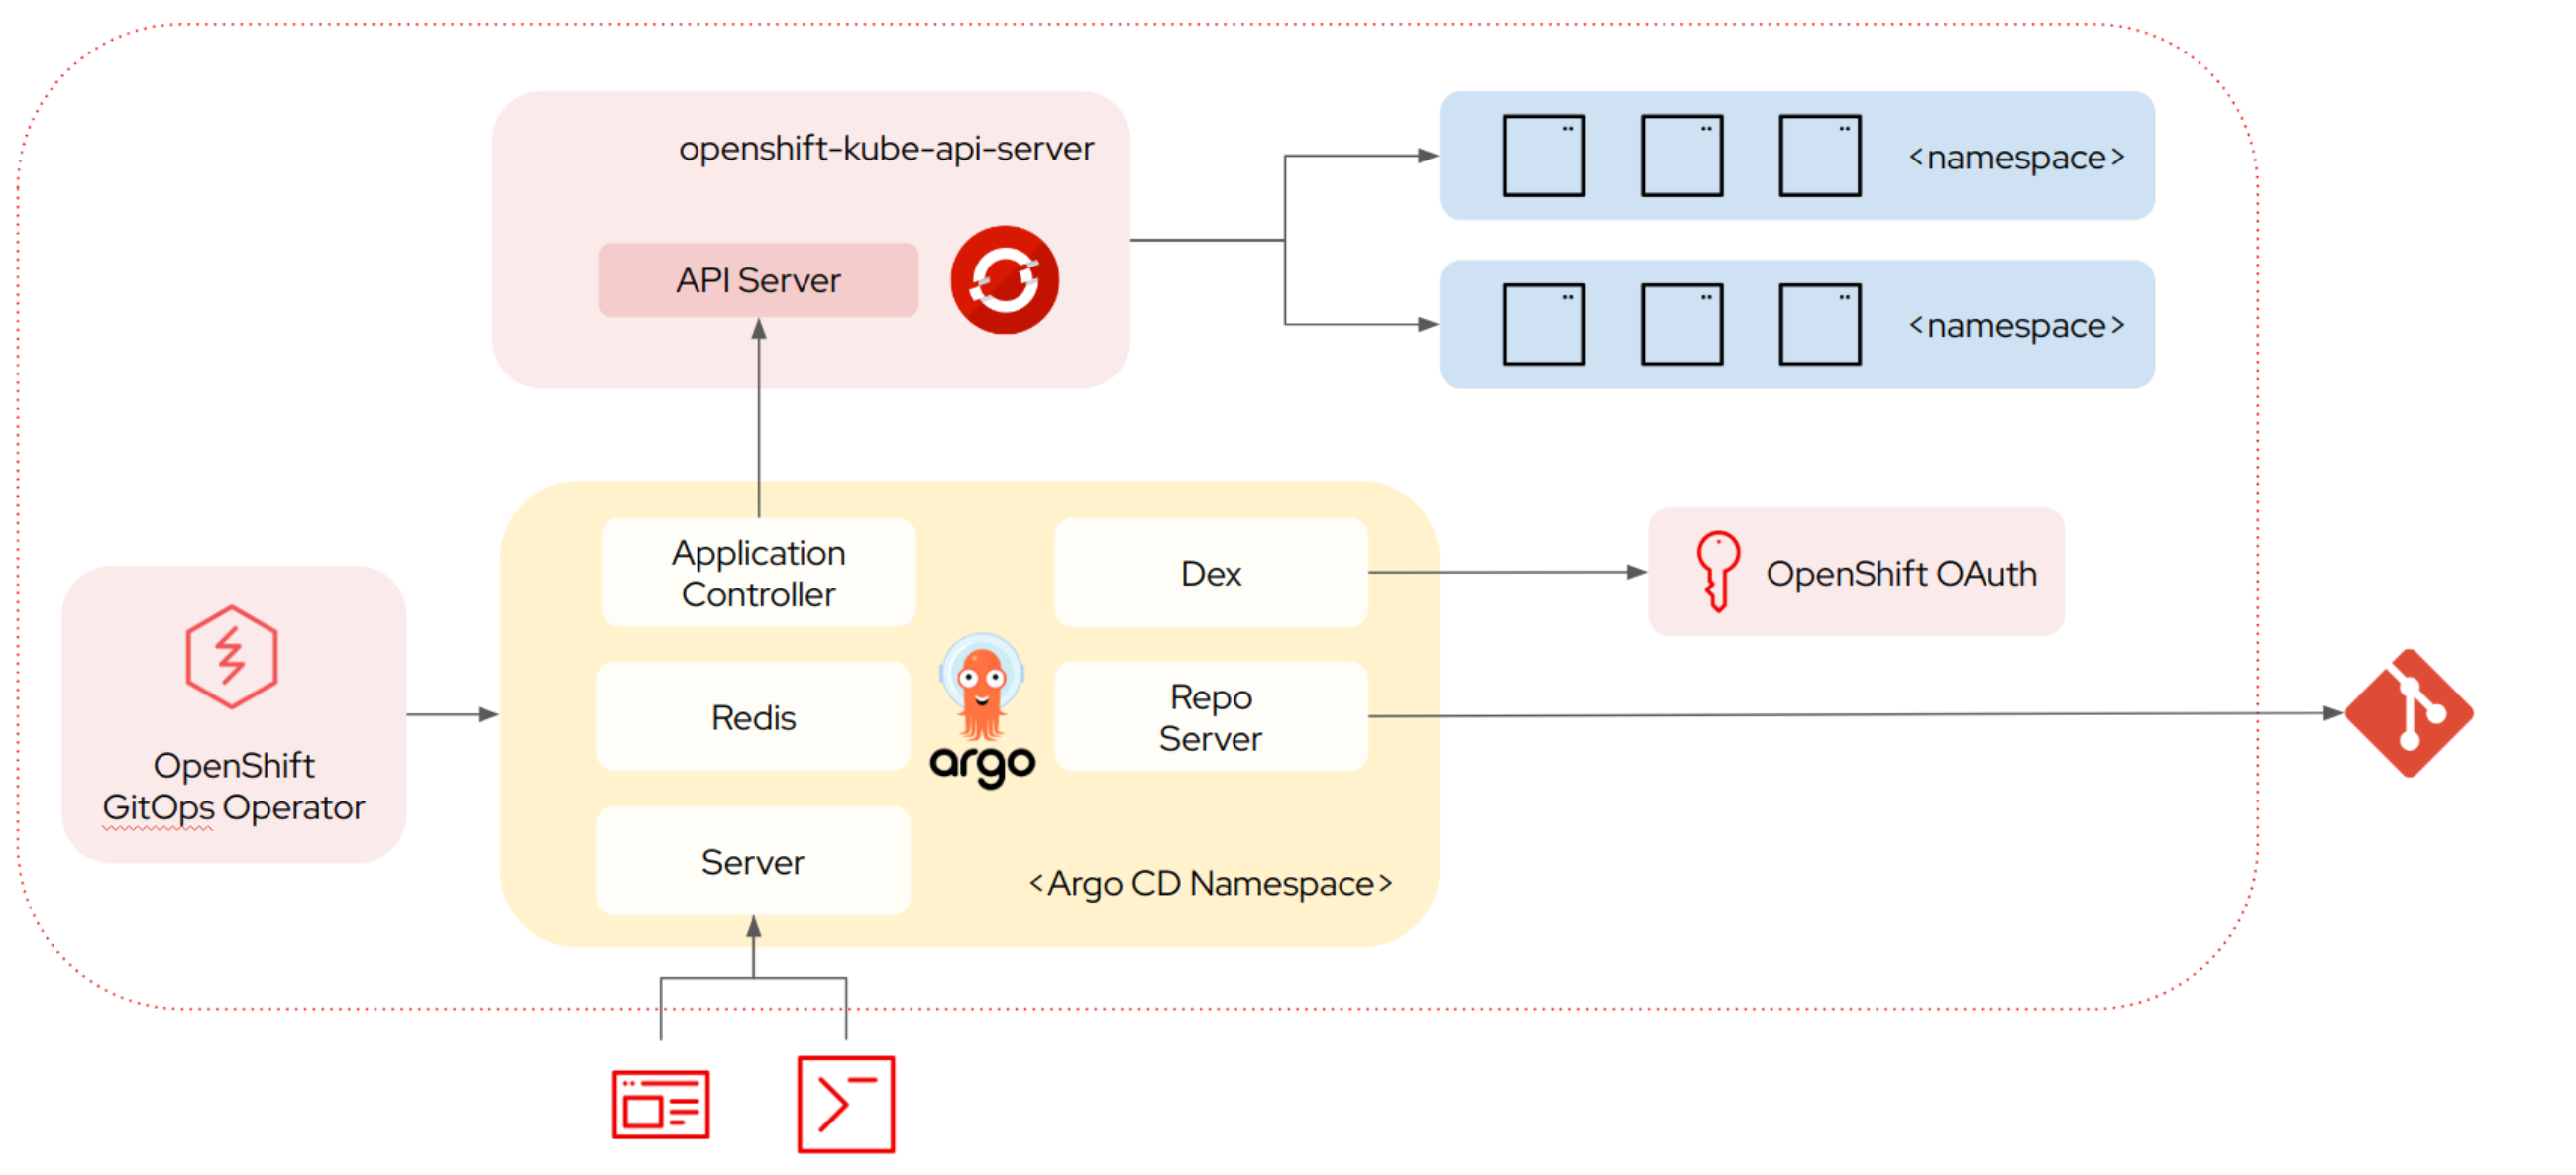 openshift-kube-api-server
API Server
<namespace>
<namespace>
Application
Controller
Dex
OpenShift OAuth
Redis
argo
Repo
Server
OpenShift
GitOps Operator
Server
<Argo CD Namespace>